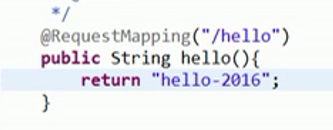 */
@RequestMapping("/hello")
public String hello(){
return "hello-2016";
}